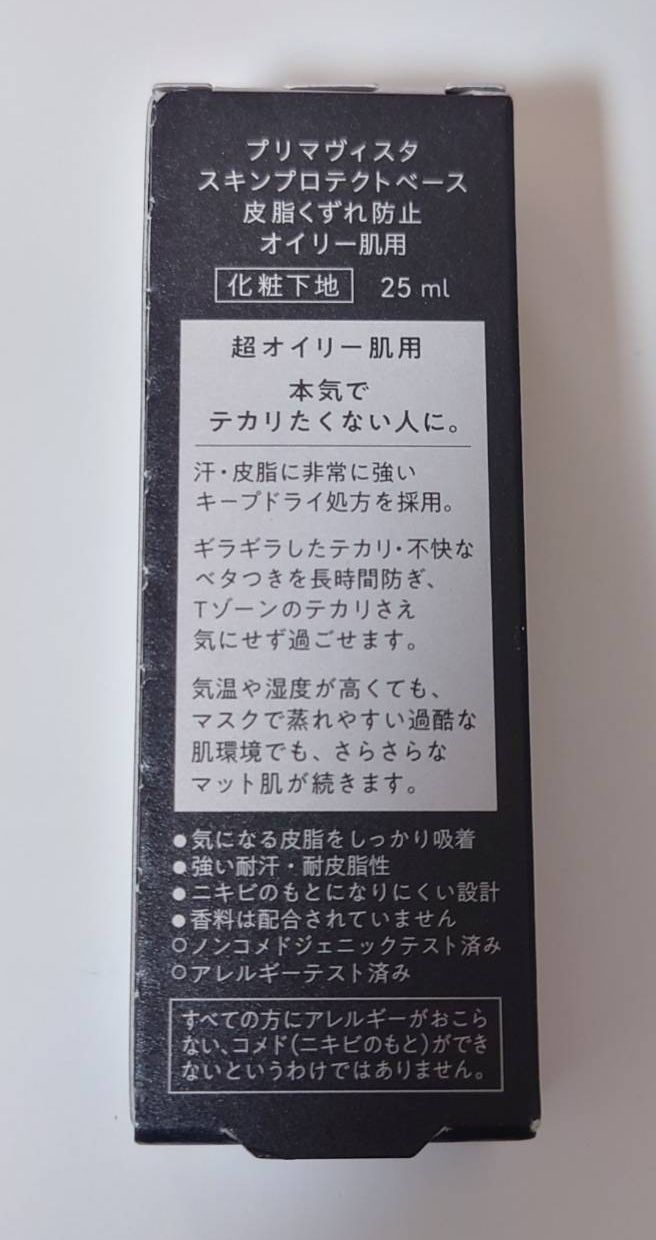 プリマヴィスタ
スキンプロテクトベース
皮脂くずれ防止
オイリー肌用
化粧下地 25 ml
超オイリー肌用
本気で
テカリたくない人に。
汗・皮脂に非常に強い
キープドライ処方を採用。
ギラギラしたテカリ・不快な
ベタつきを長時間防ぎ、
Tゾーンのテカリさえ
気にせず過ごせます。
気温や湿度が高くても、
マスクで蒸れやすい過酷な
肌環境でも、さらさらな
マット肌が続きます。
●気になる皮脂をしっかり吸着
●強い耐汗・耐皮脂性
●ニキビのもとになりにくい設計
●香料は配合されていません
○ノンコメドジェニックテスト済み
○アレルギーテスト済み
すべての方にアレルギーがおこら
ない、コメド(ニキビのもと)ができ
ないというわけではありません。